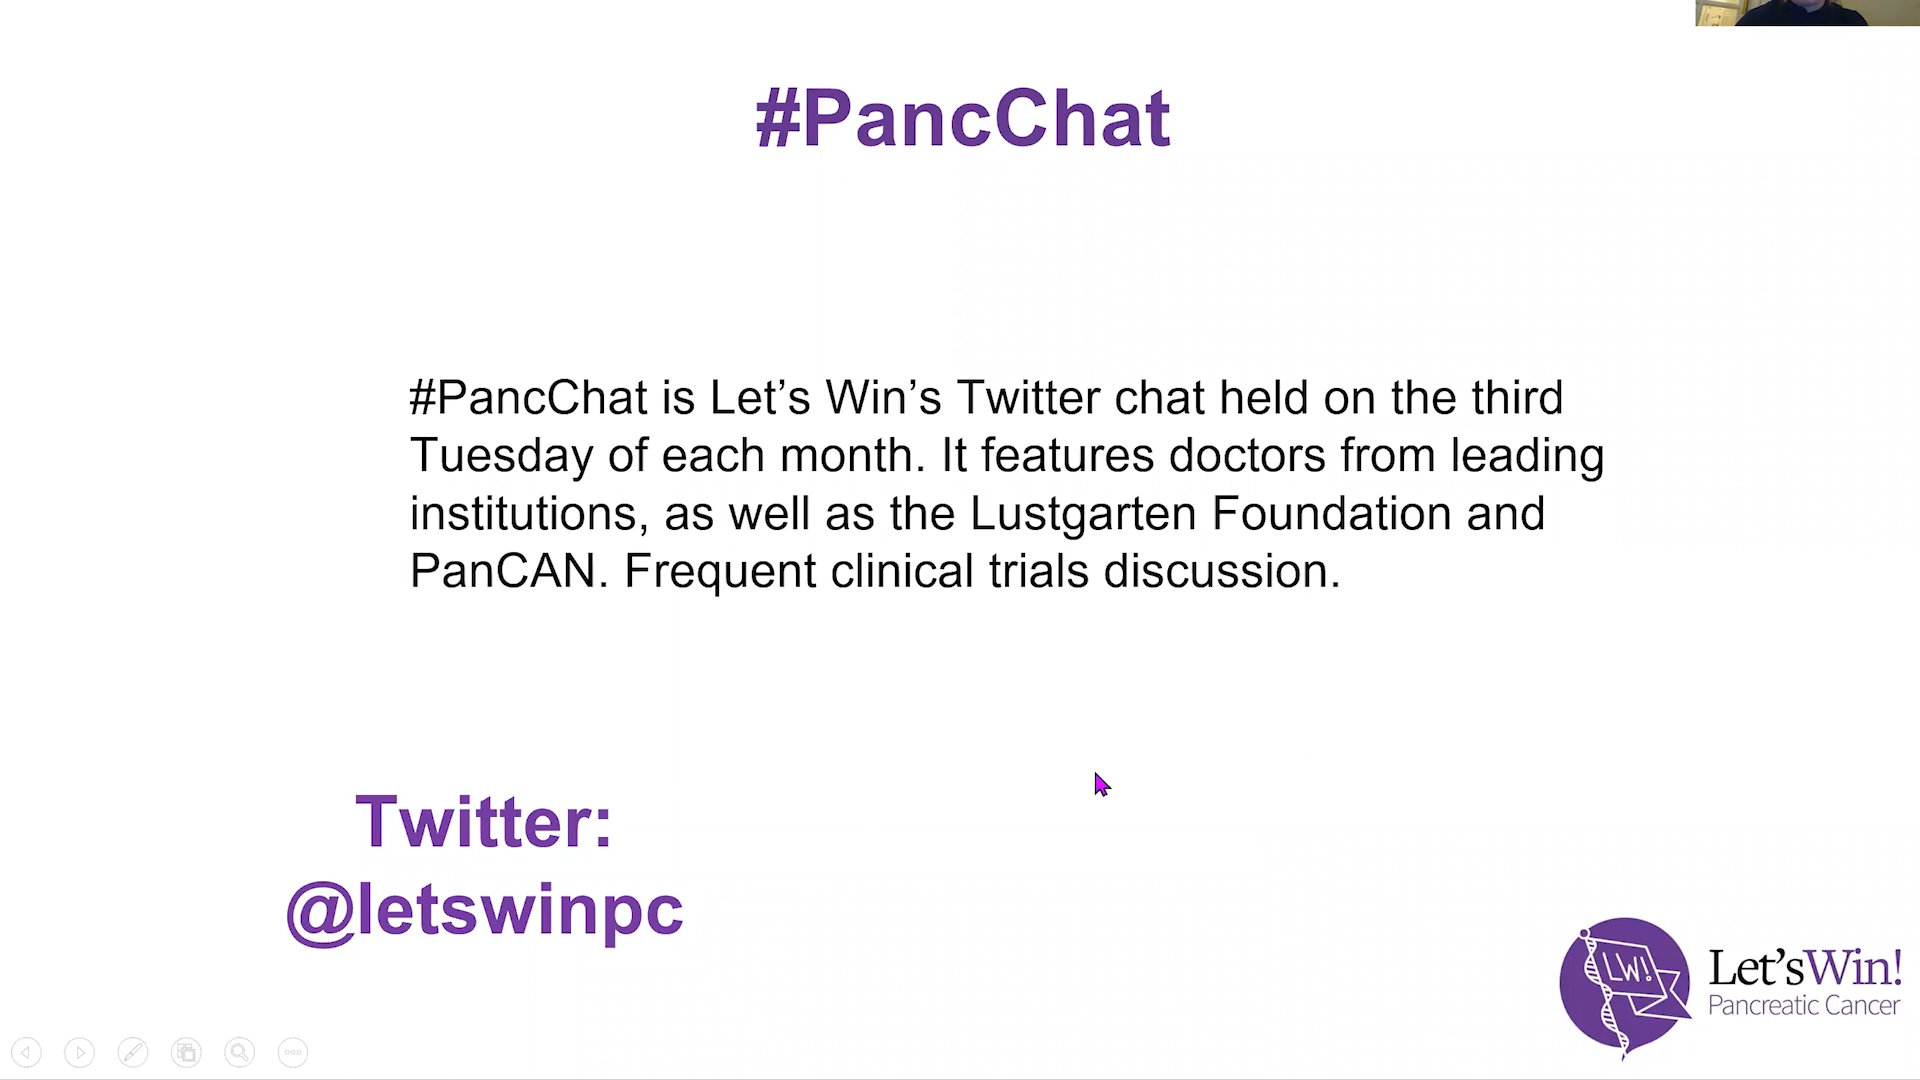 #PancChat
#PancChat is Let’s Win’s Twitter chat held on the third
Tuesday of each month. It features doctors from leading
institutions, as well as the Lustgarten Foundation and
PanCAN. Frequent clinical trials discussion.
Twitter:
@letswinpc
LW!
Let’sWin!
Pancreatic Cancer